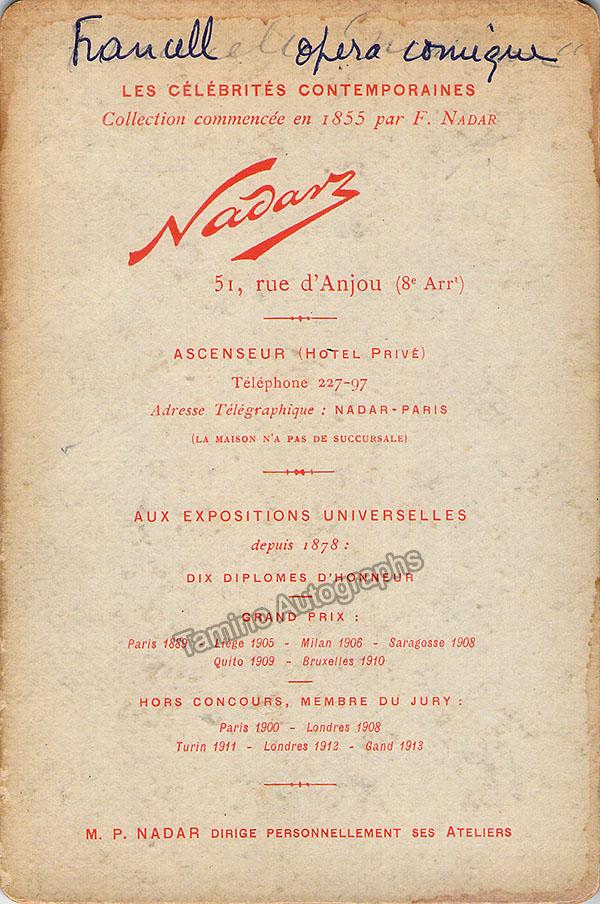 Francell opéra comique
LES CÉLÉBRITÉS CONTEMPORAINES
Collection commencée en 1855 par F. NADAR
Nadar
51, rue d'Anjou (8e Arrt)
ASCENSEUR (HOTEL PRIVÉ)
Téléphone 227-97
Adresse Télégraphique : NADAR-PARIS
(LA MAISON N'A PAS DE SUCCURSALE)
AUX EXPOSITIONS UNIVERSELLES
depuis 1878 :
DIX DIPLOMES D'HONNEUR
GRAND PRIX :
Paris 1889 - Liége 1905 - Milan 1906 - Saragosse 1908
Quito 1909 - Bruxelles 1910
Tamino Autographs
HORS CONCOURS, MEMBRE DU JURY :
Paris 1900 - Londres 1908
Turin 1911 - Londres 1912 - Gand 1913
M. P. NADAR DIRIGE PERSONNELLEMENT SES ATELIERS